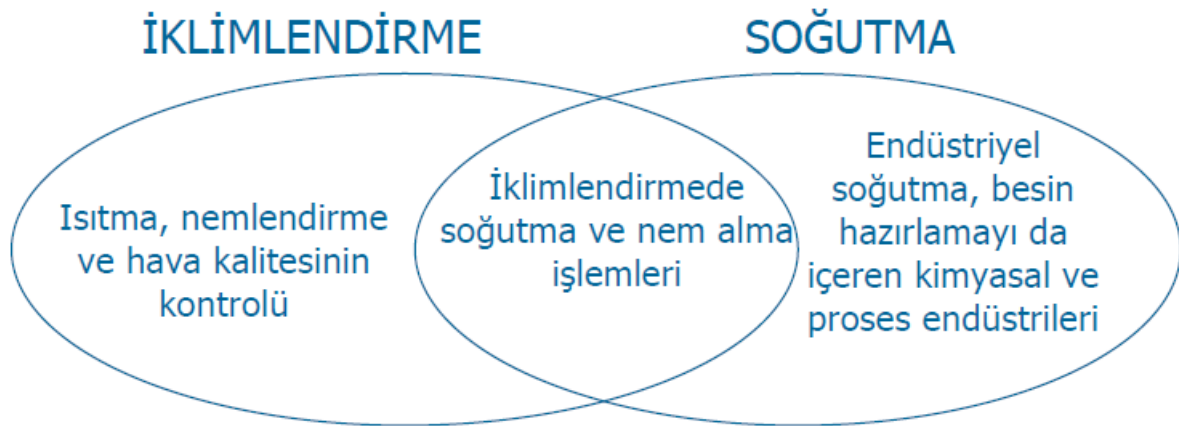 İKLİMLENDİRME
SOĞUTMA
Isıtma, nemlendirme
ve hava kalitesinin
kontrolü
İklimlendirmede
soğutma ve nem alma
işlemleri
Endüstriyel
soğutma, besin
hazırlamayı da
içeren kimyasal ve
proses endüstrileri